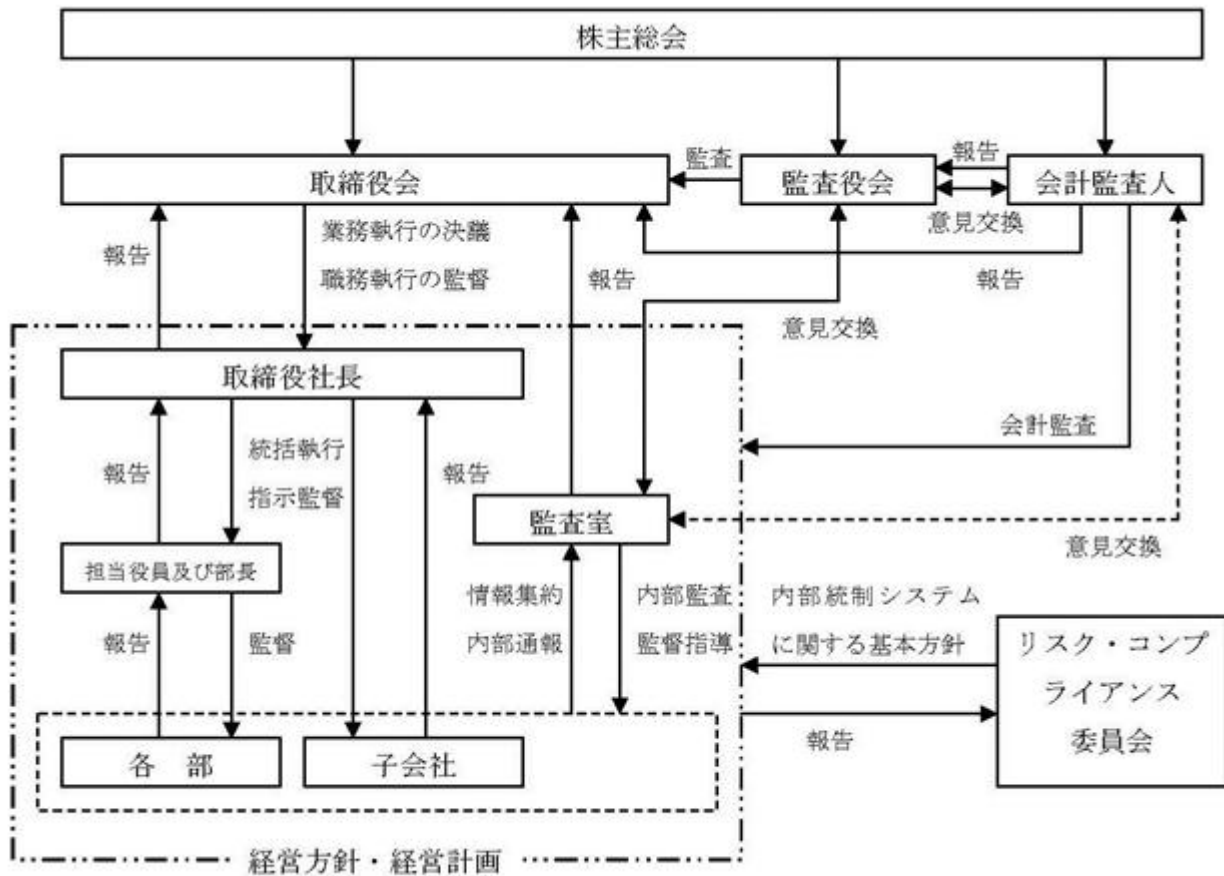 株主総会
取締役会
監査
監査役会
報告
会計監査人
意見交換
報告
業務執行の決議
職務執行の監督
報告
報告
意見交換
取締役社長
会計監査
報告
統括執行
指示監督
報告
監査室
意見交換
担当役員及び部長
報告
監督
情報集約
内部通報
内部監査
監督指導
内部統制システム
に関する基本方針
報告
リスク・コンプ
ライアンス
委員会
各　部
子会社
経営方針・経営計画